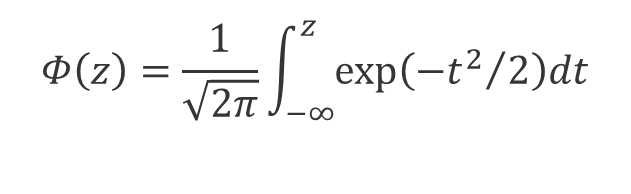 Φ(z) = 1/√2π ∫_{−∞}^{z} exp(−t²/2)dt